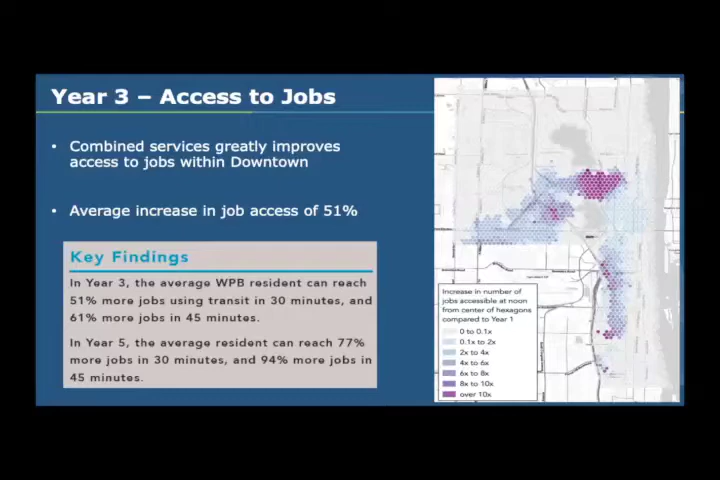 Year 3 – Access to Jobs
• Combined services greatly improves
access to jobs within Downtown
• Average increase in job access of 51%
Key Findings
In Year 3, the average WPB resident can reach
51% more jobs using transit in 30 minutes, and
61% more jobs in 45 minutes.
In Year 5, the average resident can reach 77%
more jobs in 30 minutes, and 94% more jobs in
45 minutes.
Increase in number of
jobs accessible at noon
from center of hexagons
compared to Year 1
0 to 0.1x
0.1x to 2x
2x to 4x
4x to 6x
6x to 8x
8x to 10x
over 10x